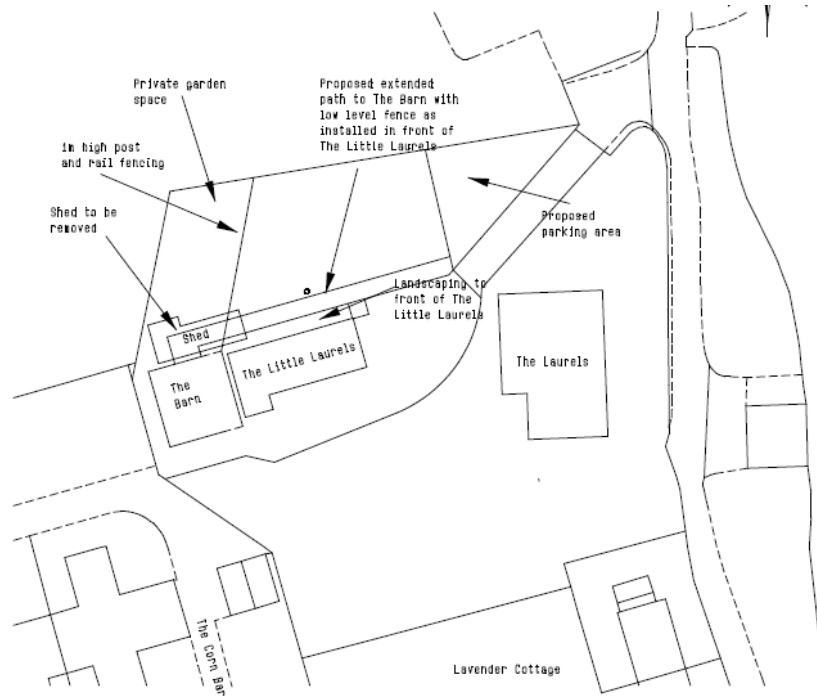 Private garden
space
Proposed extended
path to The Barn with
low level fence as
installed in front of
The Little Laurels
1m high post
and rail fencing
Shed to be
removed
Proposed
parking area
Landscaping to
front of The
Little Laurels
Shed
The Little Laurels
The Laurels
The
Barn
The Corn Bar
Lavender Cottage